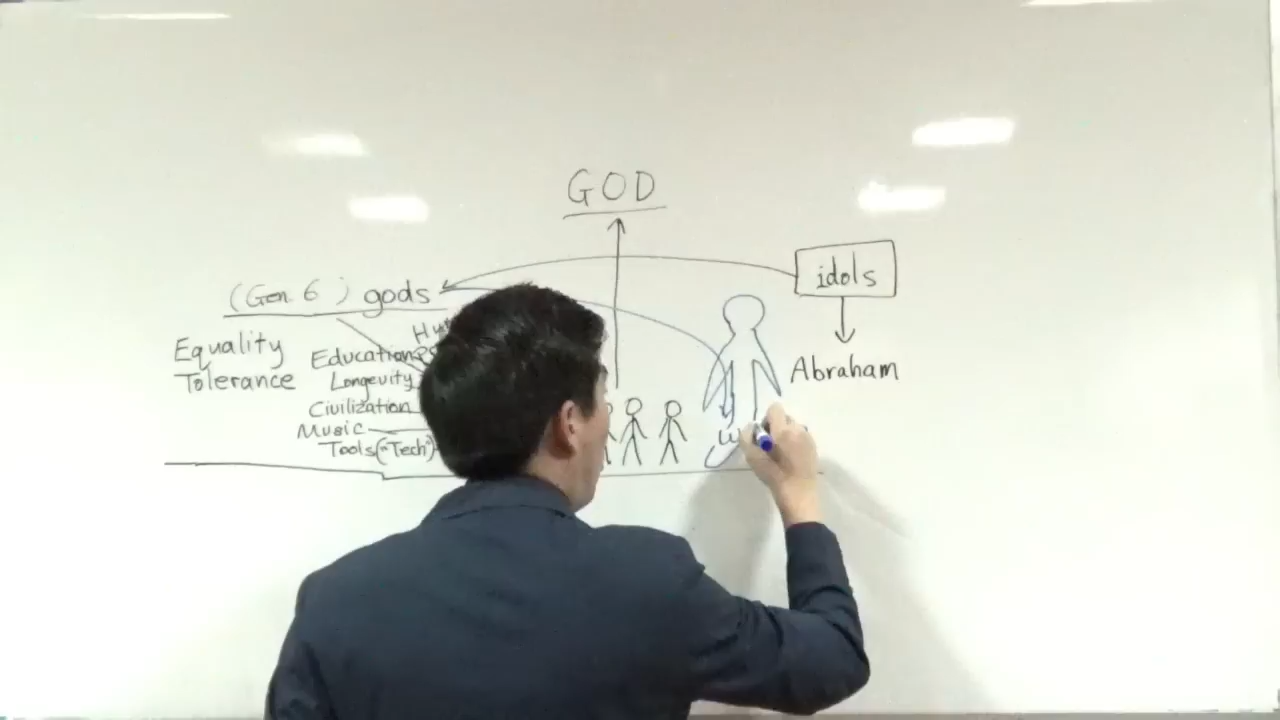 GOD
idols
(Gen. 6) gods
Equality
Tolerance
Education
Longevity
Civilization
Music
Tools("Tech")
Abraham